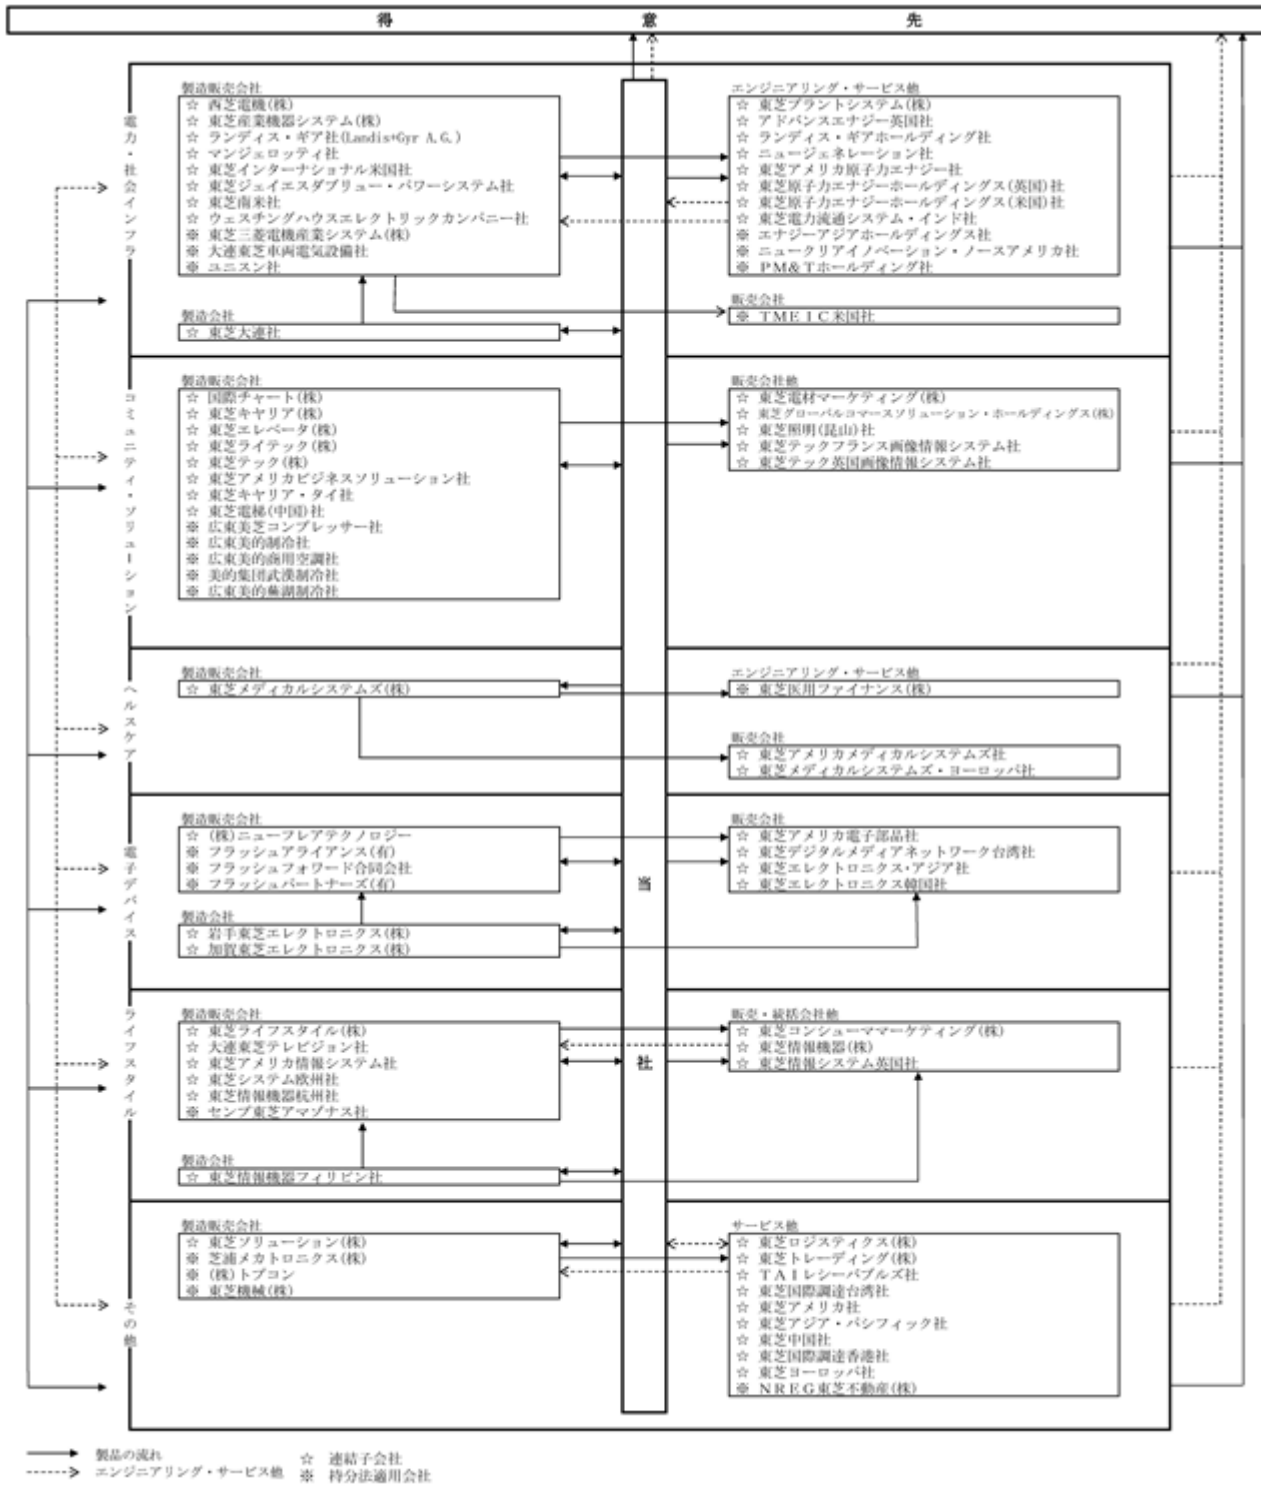 得意先
電力・社会インフラ
製造販売会社
☆ 西芝電機(株)
☆ 東芝産業機器システム(株)
☆ ランディス・ギア社(Landis+Gyr A.G.)
☆ マンジェロッティ社
☆ 東芝インターナショナル米国社
☆ 東芝ジェイエスダブリュー・パワーシステム社
☆ 東芝南米社
☆ ウェスチングハウスエレクトリックカンパニー社
※ 東芝三菱電機産業システム(株)
※ 大連東芝車両電気設備社
※ ユニスン社
製造会社
☆ 東芝大連社
エンジニアリング・サービス他
☆ 東芝プラントシステム(株)
☆ アドバンスエナジー英国社
☆ ランディス・ギアホールディング社
☆ ニュージェネレーション社
☆ 東芝アメリカ原子力エナジー社
☆ 東芝原子力エナジーホールディングス(英国)社
☆ 東芝原子力エナジーホールディングス(米国)社
☆ 東芝電力流通システム・インド社
※ エナジーアジアホールディングス社
※ ニュークリアイノベーション・ノースアメリカ社
※ PM&Tホールディング社
販売会社
※ TMEIC米国社
コミュニティ・ソリューション
製造販売会社
☆ 国際チャート(株)
☆ 東芝キヤリア(株)
☆ 東芝エレベータ(株)
☆ 東芝ライテック(株)
☆ 東芝テック(株)
☆ 東芝アメリカビジネスソリューション社
☆ 東芝キヤリア・タイ社
☆ 東芝電梯(中国)社
※ 広東美芝コンプレッサー社
※ 広東美的制冷社
※ 広東美的商用空調社
※ 美的集団武漢制冷社
※ 広東美的蕪湖制冷社
販売会社他
☆ 東芝電材マーケティング(株)
☆ 東芝グローバルコマースソリューション・ホールディングス(株)
☆ 東芝照明(昆山)社
☆ 東芝テックフランス画像情報システム社
☆ 東芝テック英国画像情報システム社
ヘルスケア
製造販売会社
☆ 東芝メディカルシステムズ(株)
エンジニアリング・サービス他
※ 東芝医用ファイナンス(株)
販売会社
☆ 東芝アメリカメディカルシステムズ社
☆ 東芝メディカルシステムズ・ヨーロッパ社
電子デバイス
製造販売会社
☆ (株)ニューフレアテクノロジー
※ フラッシュアライアンス(有)
※ フラッシュフォワード合同会社
※ フラッシュパートナーズ(有)
製造会社
☆ 岩手東芝エレクトロニクス(株)
☆ 加賀東芝エレクトロニクス(株)
販売会社
☆ 東芝アメリカ電子部品社
☆ 東芝デジタルメディアネットワーク台湾社
☆ 東芝エレクトロニクス・アジア社
☆ 東芝エレクトロニクス韓国社
当社
ライフスタイル
製造販売会社
☆ 東芝ライフスタイル(株)
☆ 大連東芝テレビジョン社
☆ 東芝アメリカ情報システム社
☆ 東芝システム欧州社
☆ 東芝情報機器杭州社
※ センプ東芝アマゾナス社
製造会社
☆ 東芝情報機器フィリピン社
販売・統括会社他
☆ 東芝コンシューママーケティング(株)
☆ 東芝情報機器(株)
☆ 東芝情報システム英国社
その他
製造販売会社
☆ 東芝ソリューション(株)
※ 芝浦メカトロニクス(株)
※ (株)トプコン
※ 東芝機械(株)
サービス他
☆ 東芝ロジスティクス(株)
☆ 東芝トレーディング(株)
☆ TAIレシーバブルズ社
☆ 東芝国際調達台湾社
☆ 東芝アメリカ社
☆ 東芝アジア・パシフィック社
☆ 東芝中国社
☆ 東芝国際調達香港社
☆ 東芝ヨーロッパ社
※ NREG東芝不動産(株)
製品の流れ
エンジニアリング・サービス他
☆ 連結子会社
※ 持分法適用会社